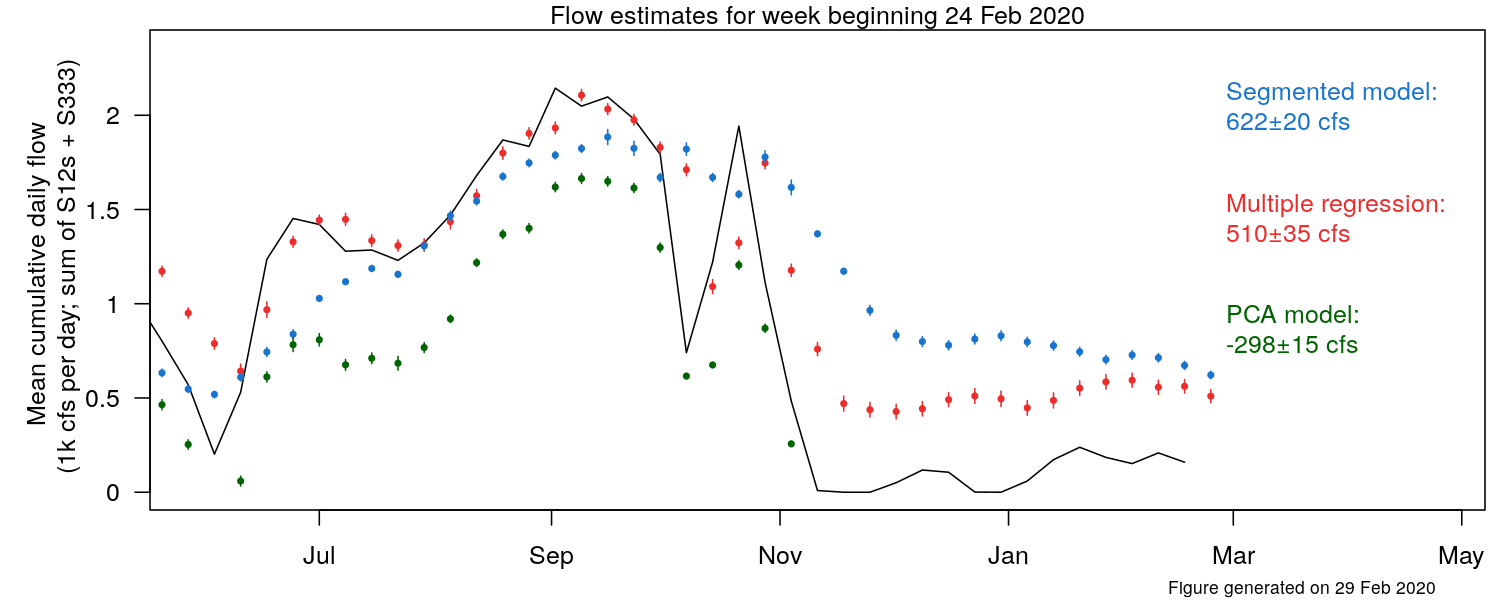 Flow estimates for week beginning 24 Feb 2020
Mean cumulative daily flow
(1k cfs per day; sum of S12s + S333)
2
1.5
1
0.5
0
Segmented model:
622±20 cfs
Multiple regression:
510±35 cfs
PCA model:
-298±15 cfs
Jul Sep Nov Jan Mar May
Figure generated on 29 Feb 2020